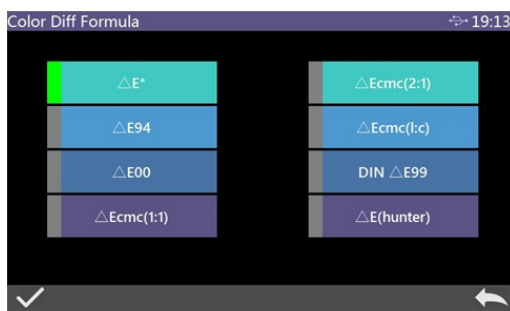 Color Diff Formula 19:13
△E* △Ecmc(2:1)
△E94 △Ecmc(l:c)
△E00 DIN △E99
△Ecmc(1:1) △E(hunter)